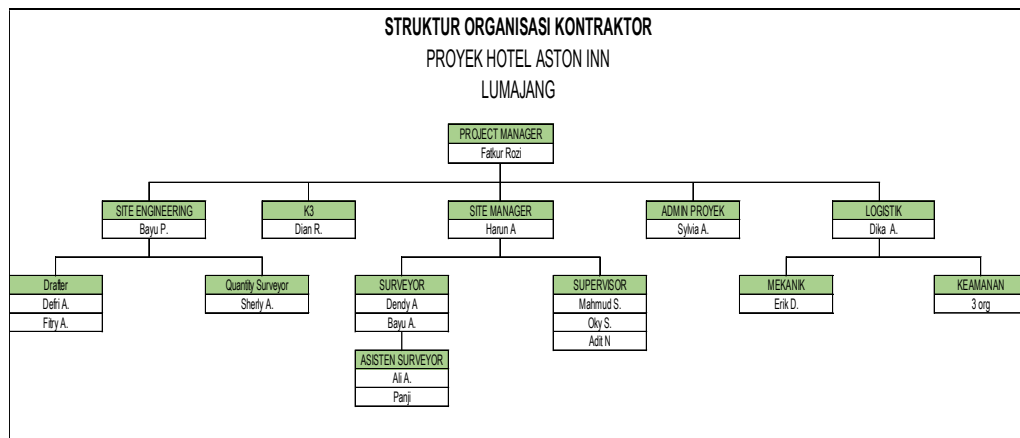 STRUKTUR ORGANISASI KONTRAKTOR
PROYEK HOTEL ASTON INN
LUMAJANG
PROJECT MANAGER
Fatkur Rozi
SITE ENGINEERING
Bayu P.
K3
Dian R.
SITE MANAGER
Harun A
ADMIN PROYEK
Sylvia A.
LOGISTIK
Dika A.
Drafter
Defri A.
Fitry A.
Quantity Surveyor
Sherly A.
SURVEYOR
Dendy A
Bayu A.
SUPERVISOR
Mahmud S.
Oky S.
Adit N
MEKANIK
Erik D.
KEAMANAN
3 org
ASISTEN SURVEYOR
Ali A.
Panji